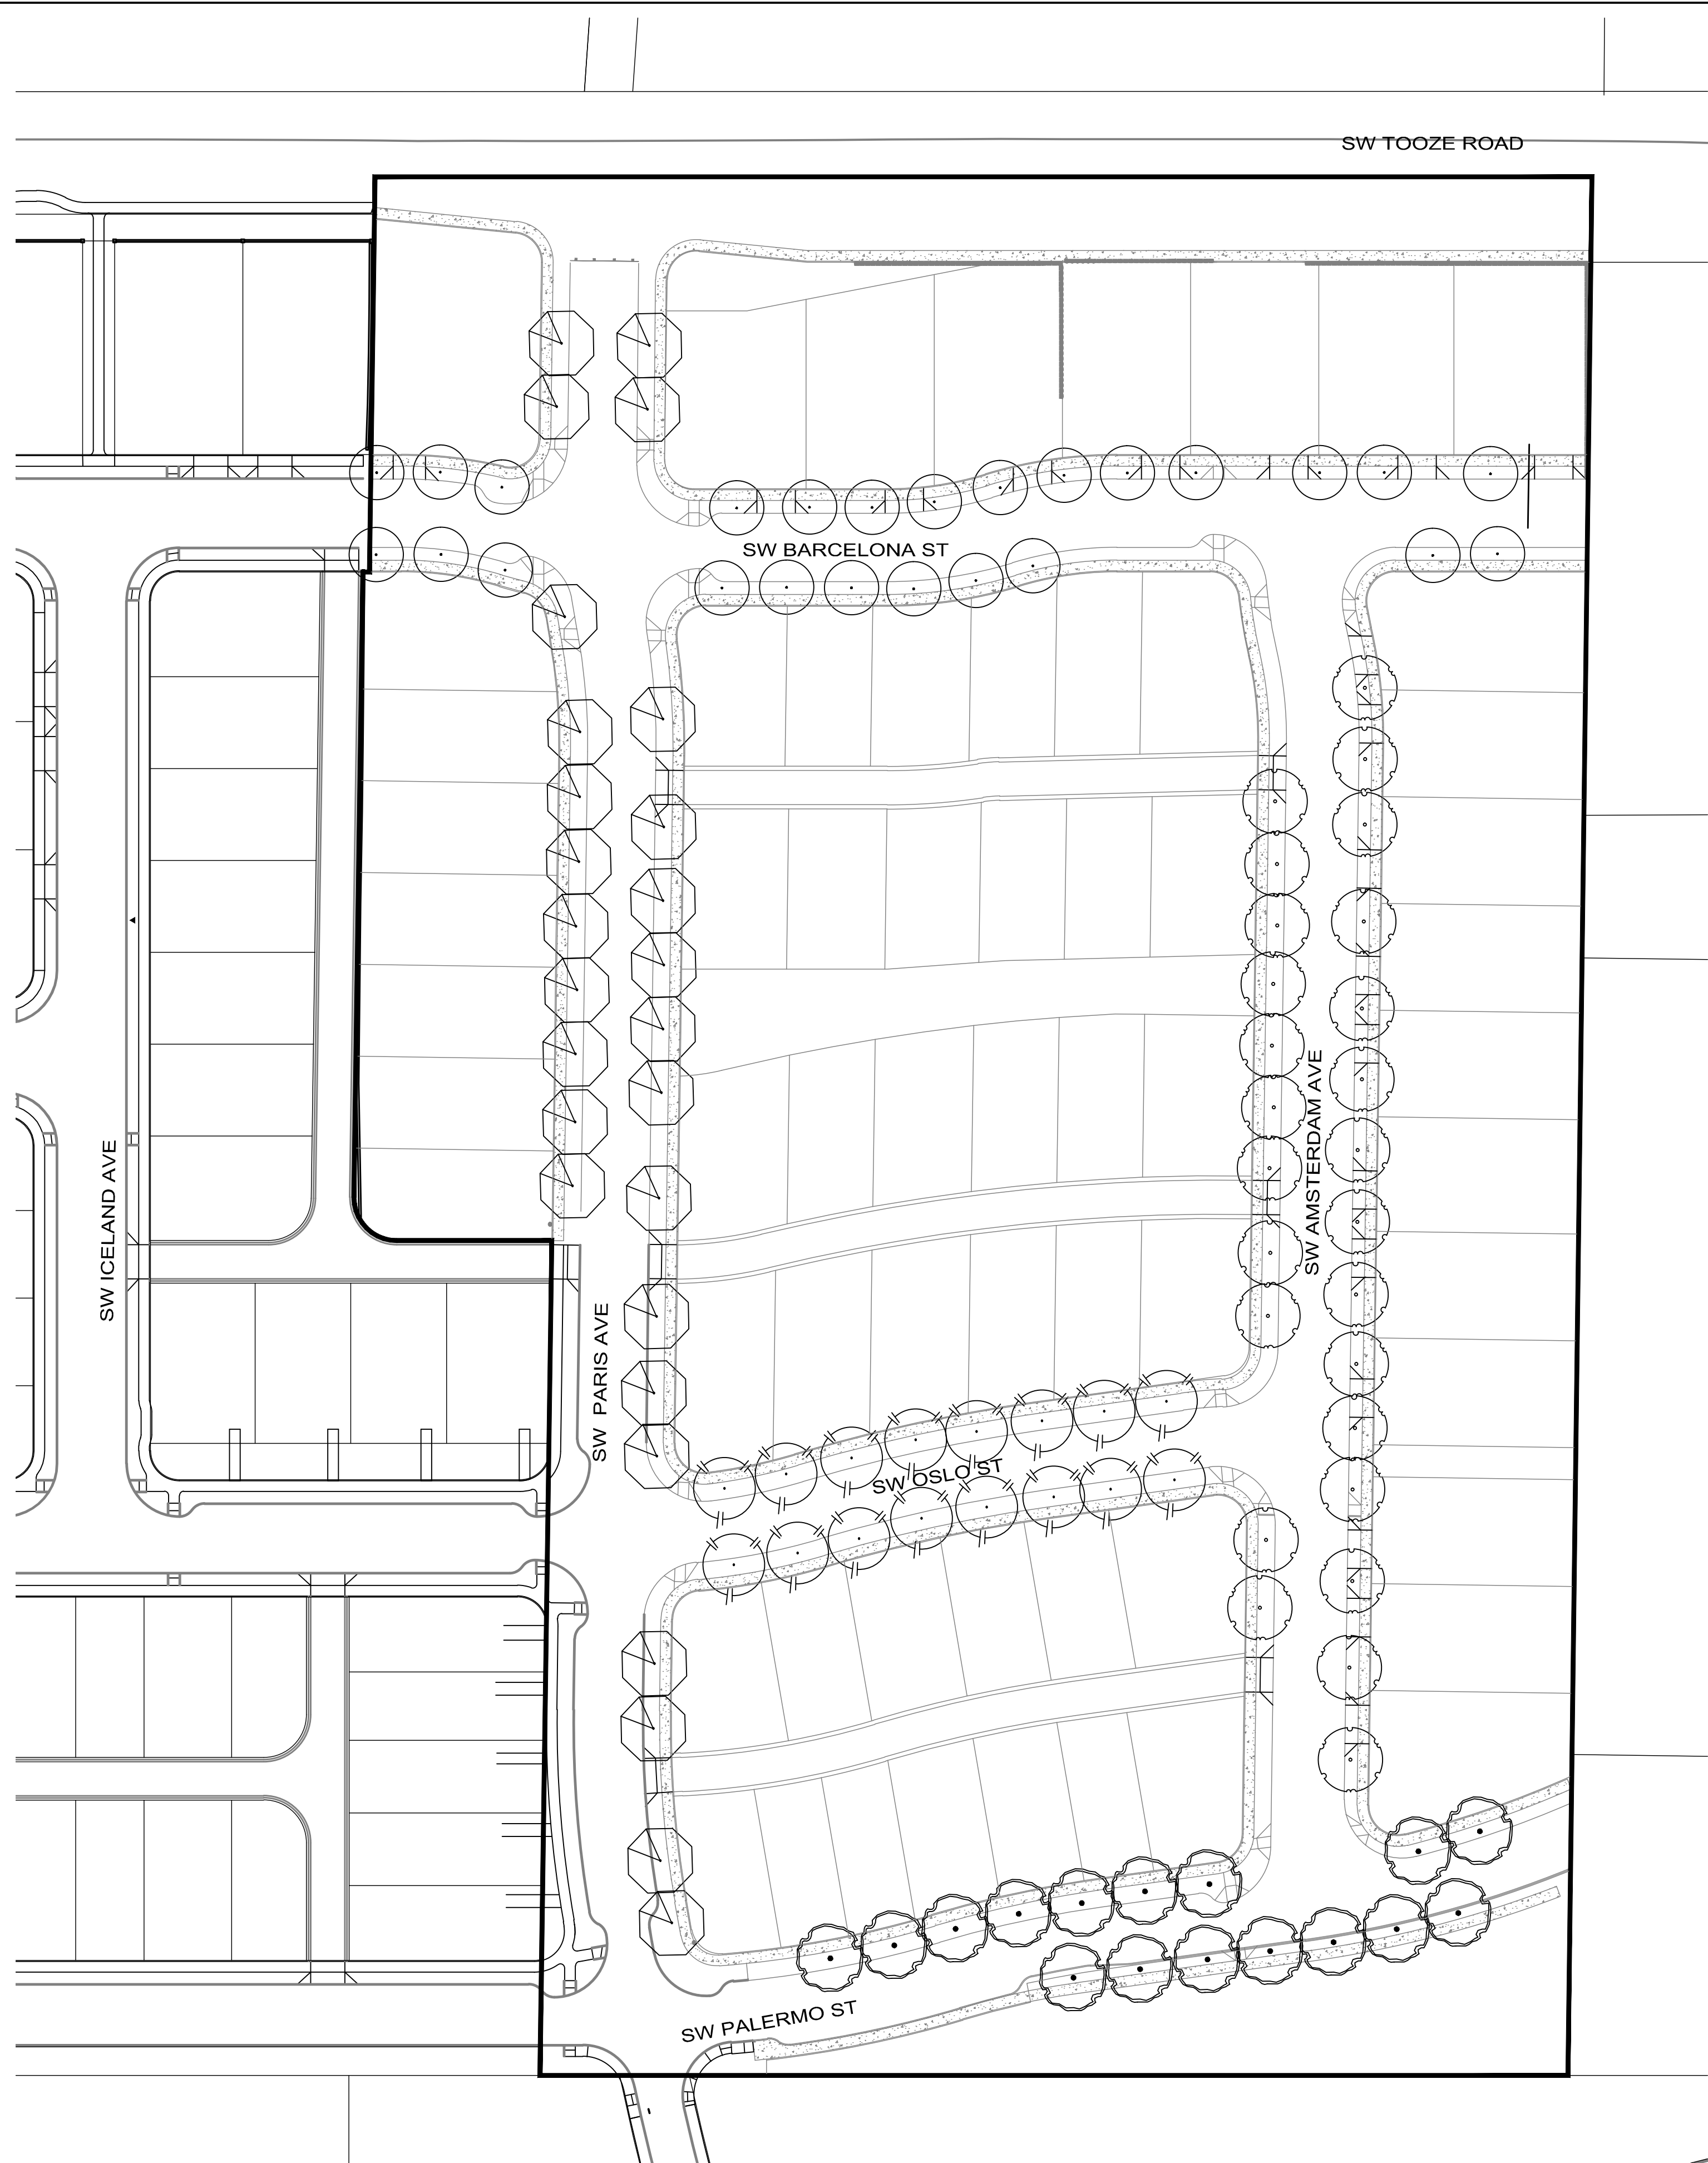 SW TOOZE ROAD
SW BARCELONA ST
SW AMSTERDAM AVE
SW ICELAND AVE
SW PARIS AVE
SW OSLO ST
SW PALERMO ST